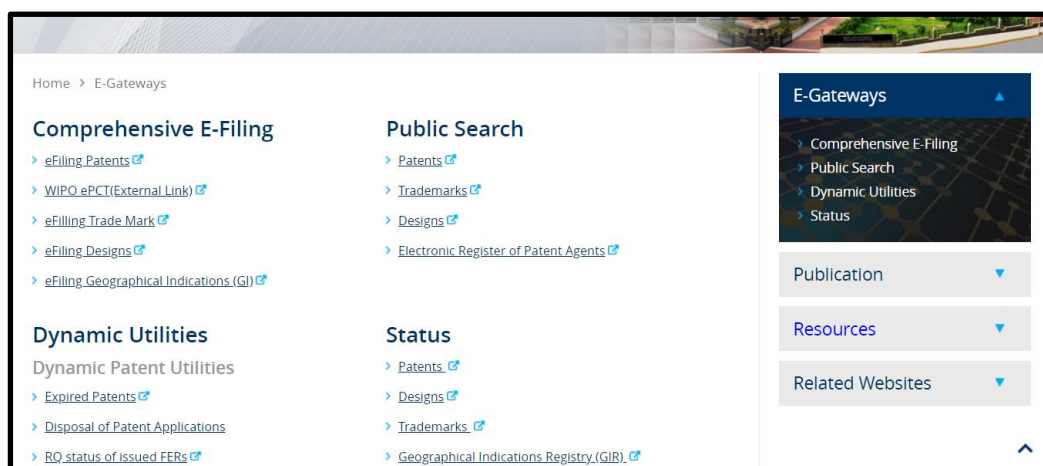 Home > E-Gateways
Comprehensive E-Filing
eFiling Patents
WIPO ePCT(External Link)
eFilling Trade Mark
eFiling Designs
eFiling Geographical Indications (GI)
Public Search
Patents
Trademarks
Designs
Electronic Register of Patent Agents
Dynamic Utilities
Dynamic Patent Utilities
Expired Patents
Disposal of Patent Applications
RQ status of issued FERs
Status
Patents
Designs
Trademarks
Geographical Indications Registry (GIR)
E-Gateways
Comprehensive E-Filing
Public Search
Dynamic Utilities
Status
Publication
Resources
Related Websites